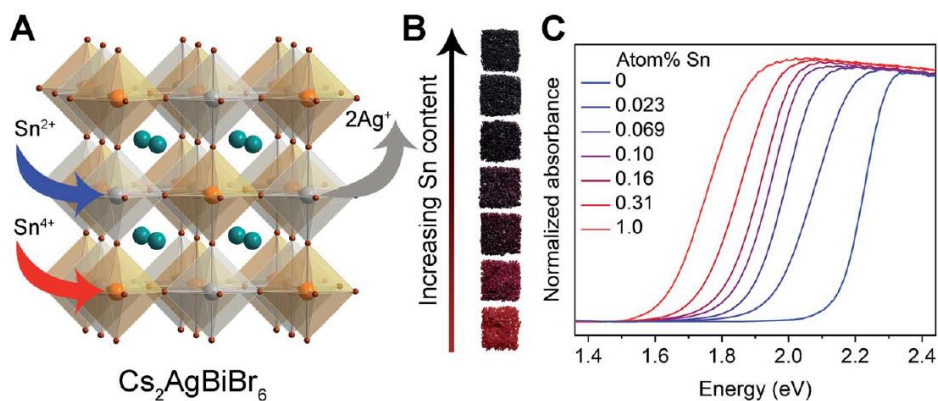 A
Sn2+
2Ag+
Sn4+
Cs2AgBiBr6
B
Increasing Sn content
C
Normalized absorbance
Atom% Sn
0
0.023
0.069
0.10
0.16
0.31
1.0
1.4 1.6 1.8 2.0 2.2 2.4
Energy (eV)